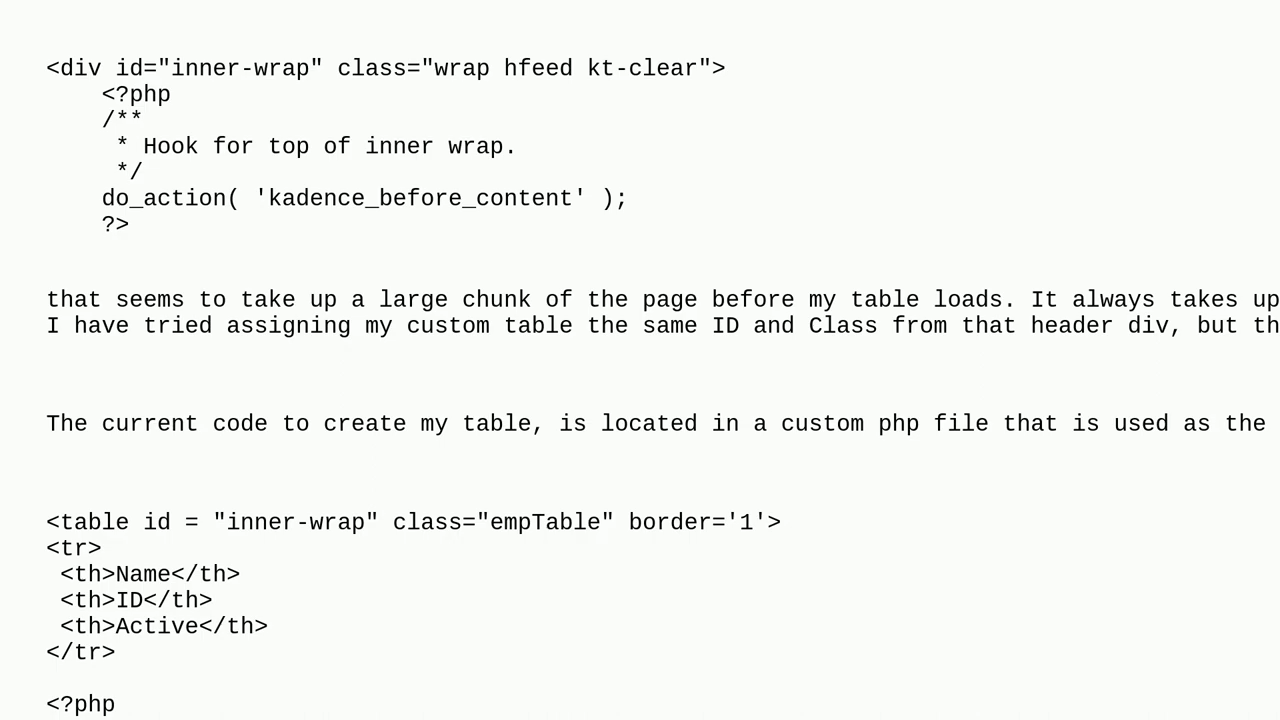 <div id="inner-wrap" class="wrap hfeed kt-clear">
    <?php
    /**
     * Hook for top of inner wrap.
     */
    do_action( 'kadence_before_content' );
    ?>
that seems to take up a large chunk of the page before my table loads. It always takes up
I have tried assigning my custom table the same ID and Class from that header div, but th
The current code to create my table, is located in a custom php file that is used as the
<table id = "inner-wrap" class="empTable" border='1'>
<tr>
 <th>Name</th>
 <th>ID</th>
 <th>Active</th>
</tr>
<?php